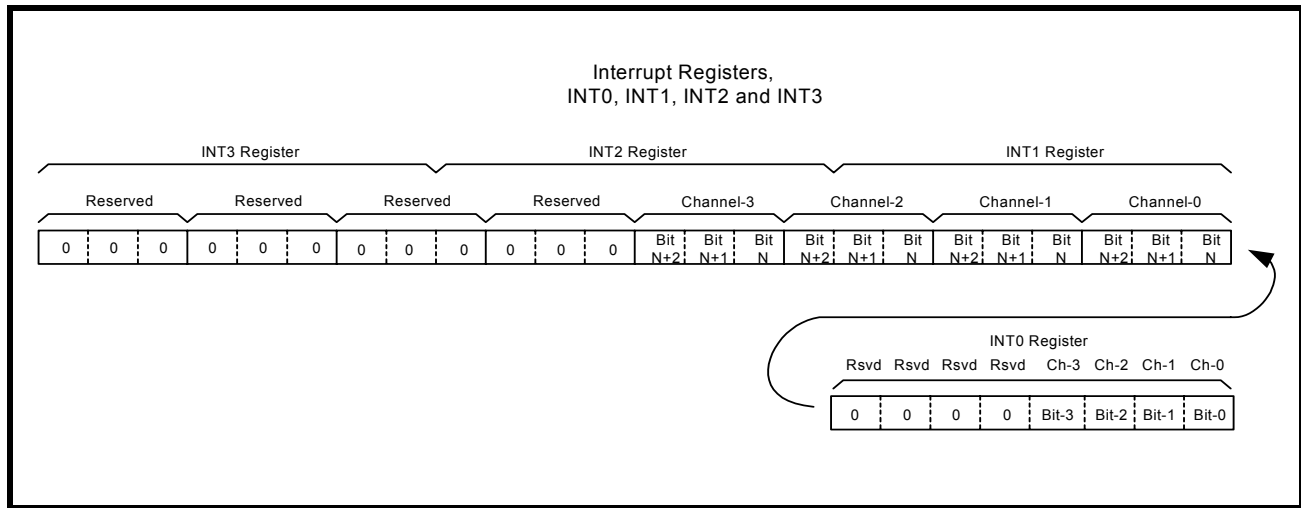 Interrupt Registers,
INT0, INT1, INT2 and INT3
INT3 Register INT2 Register INT1 Register
Reserved Reserved Reserved Reserved Channel-3 Channel-2 Channel-1 Channel-0
0 0 0 0 0 0 0 0 0 0 0 0 Bit N+2 Bit N+1 Bit N Bit N+2 Bit N+1 Bit N Bit N+2 Bit N+1 Bit N Bit N+2 Bit N+1 Bit N
INT0 Register
Rsvd Rsvd Rsvd Rsvd Ch-3 Ch-2 Ch-1 Ch-0
0 0 0 0 Bit-3 Bit-2 Bit-1 Bit-0